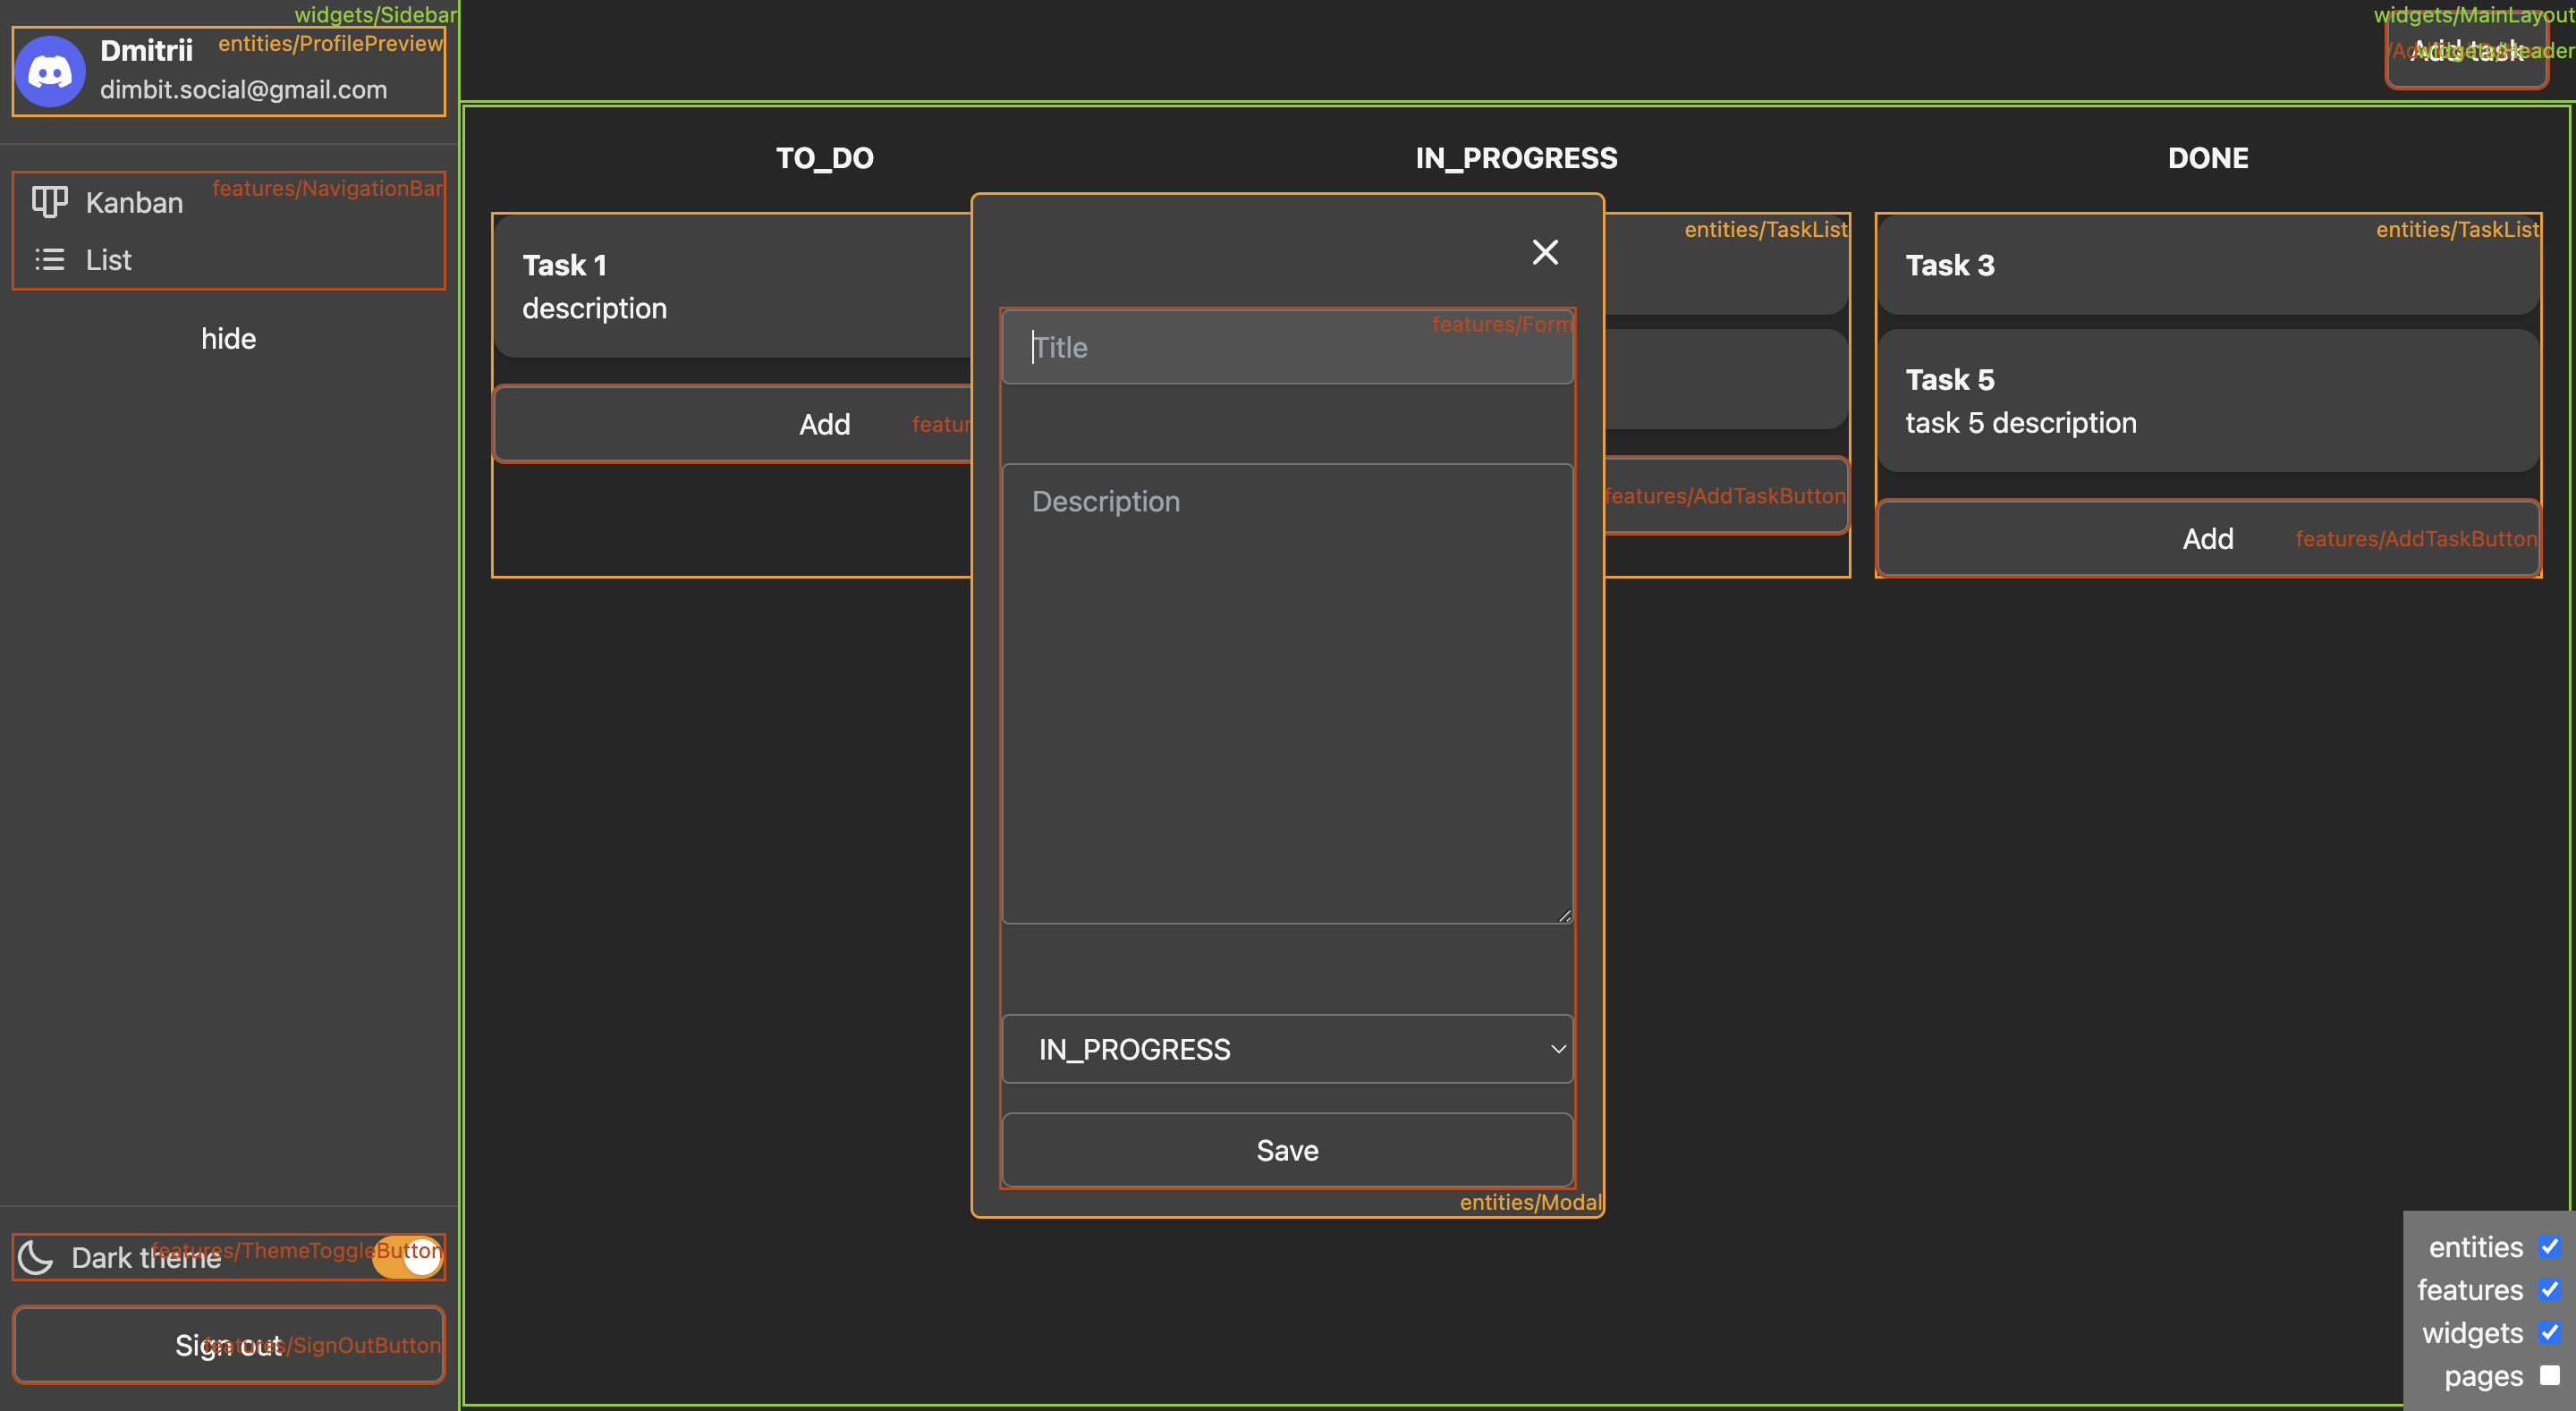 widgets/Sidebar
Dmitrii
entities/ProfilePreview
dimbit.social@gmail.com
features/NavigationBar
Kanban
List
hide
features/ThemeToggleButton
Dark theme
Sign out
features/SignOutButton
widgets/MainLayout
Add task
widgets/Header
TO_DO
IN_PROGRESS
DONE
Task 1
description
Add
entities/TaskList
features/AddTaskButton
entities/TaskList
Task 3
Task 5
task 5 description
Add
features/AddTaskButton
features/Form
Title
Description
IN_PROGRESS
Save
entities/Modal
entities
features
widgets
pages